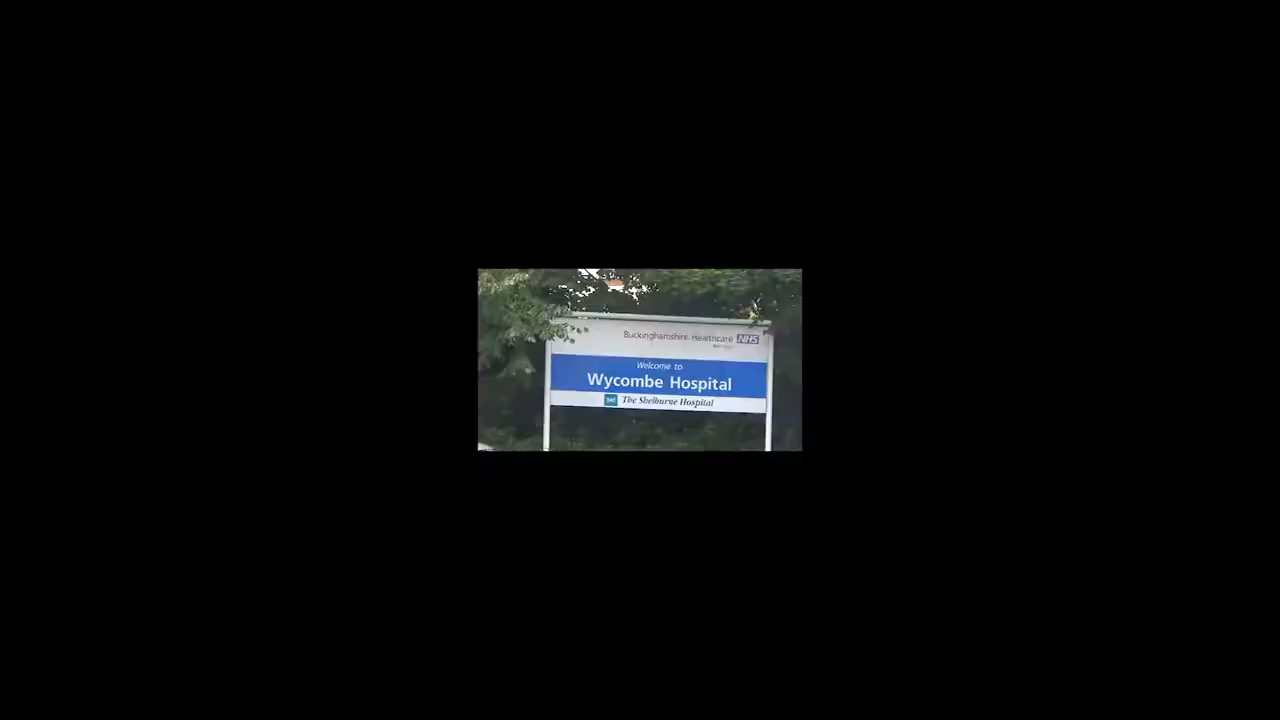 Buckinghamshire Healthcare NHS
Welcome to
Wycombe Hospital
The Shelburne Hospital